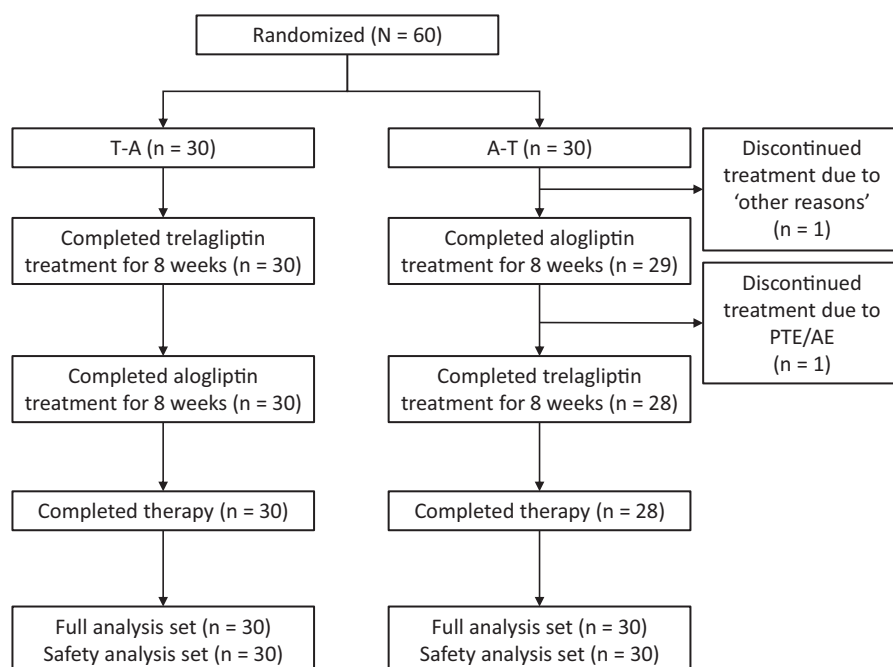 Randomized (N = 60)
T-A (n = 30)
A-T (n = 30)
Discontinued
treatment due to
‘other reasons’
(n = 1)
Completed trelagliptin
treatment for 8 weeks (n = 30)
Completed alogliptin
treatment for 8 weeks (n = 29)
Discontinued
treatment due to
PTE/AE
(n = 1)
Completed alogliptin
treatment for 8 weeks (n = 30)
Completed trelagliptin
treatment for 8 weeks (n = 28)
Completed therapy (n = 30)
Completed therapy (n = 28)
Full analysis set (n = 30)
Safety analysis set (n = 30)
Full analysis set (n = 30)
Safety analysis set (n = 30)